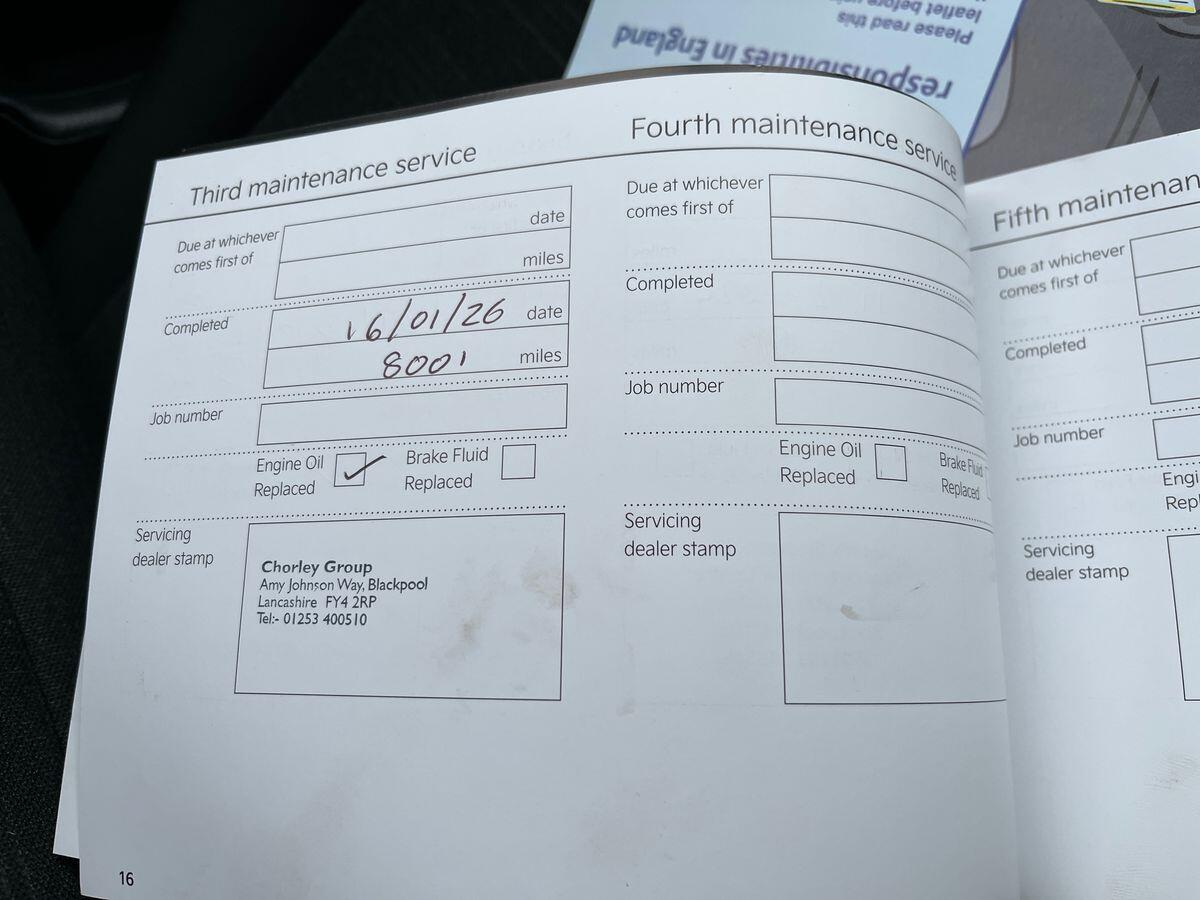 responsibilities in England
Please read this
Third maintenance service
Due at whichever
comes first of
date
miles
Completed
16/01/26 date
8001 miles
Job number
Engine Oil
Replaced
Brake Fluid
Replaced
Servicing
dealer stamp
Chorley Group
Amy Johnson Way, Blackpool
Lancashire FY4 2RP
Tel:- 01253 400510
16
Fourth maintenance service
Due at whichever
comes first of
Completed
Job number
Engine Oil
Replaced
Brake Fluid
Replaced
Servicing
dealer stamp
Fifth maintenan
Due at whichever
comes first of
Completed
Job number
Engi
Repl
Servicing
dealer stamp